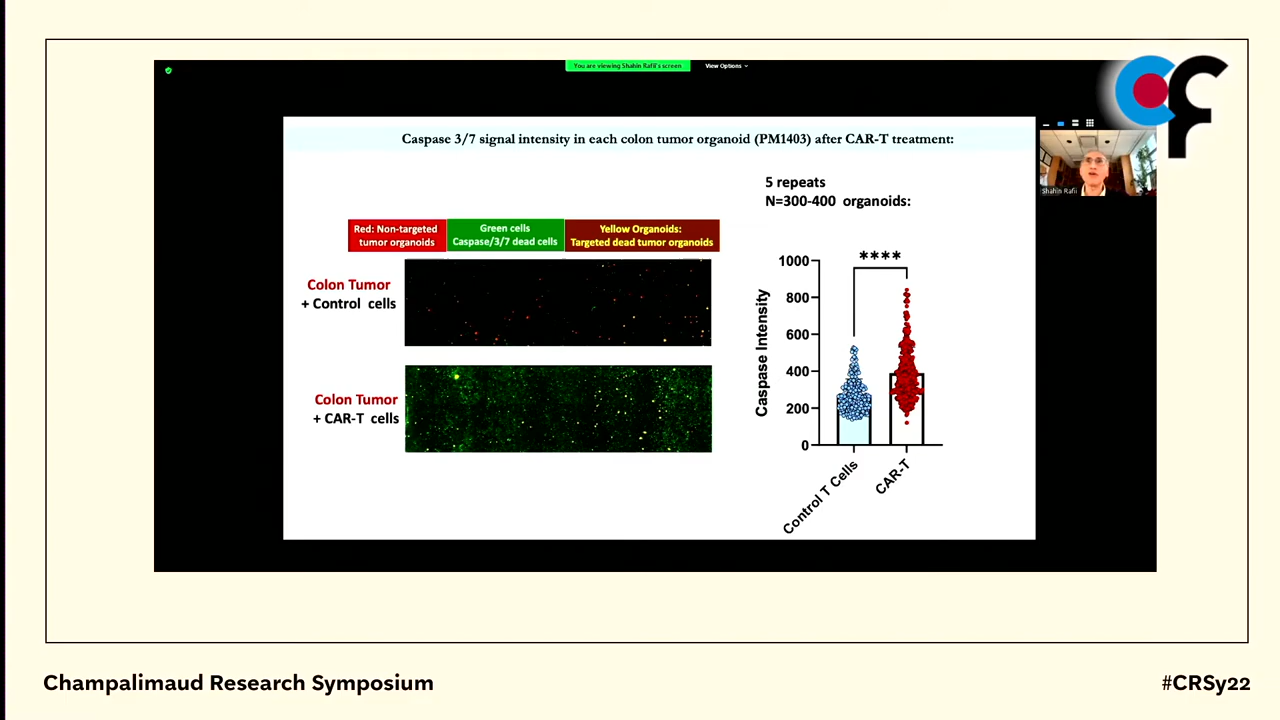 You are viewing Shahin Rafii's screen
View Options
Caspase 3/7 signal intensity in each colon tumor organoid (PM1403) after CAR-T treatment:
Shahin Rafii
5 repeats
N=300-400 organoids:
Red: Non-targeted
tumor organoids
Green cells
Caspase/3/7 dead cells
Yellow Organoids:
Targeted dead tumor organoids
Colon Tumor
+ Control cells
Colon Tumor
+ CAR-T cells
****
Caspase Intensity
1000
800
600
400
200
0
Control T Cells
CAR-T
Champalimaud Research Symposium
#CRSy22